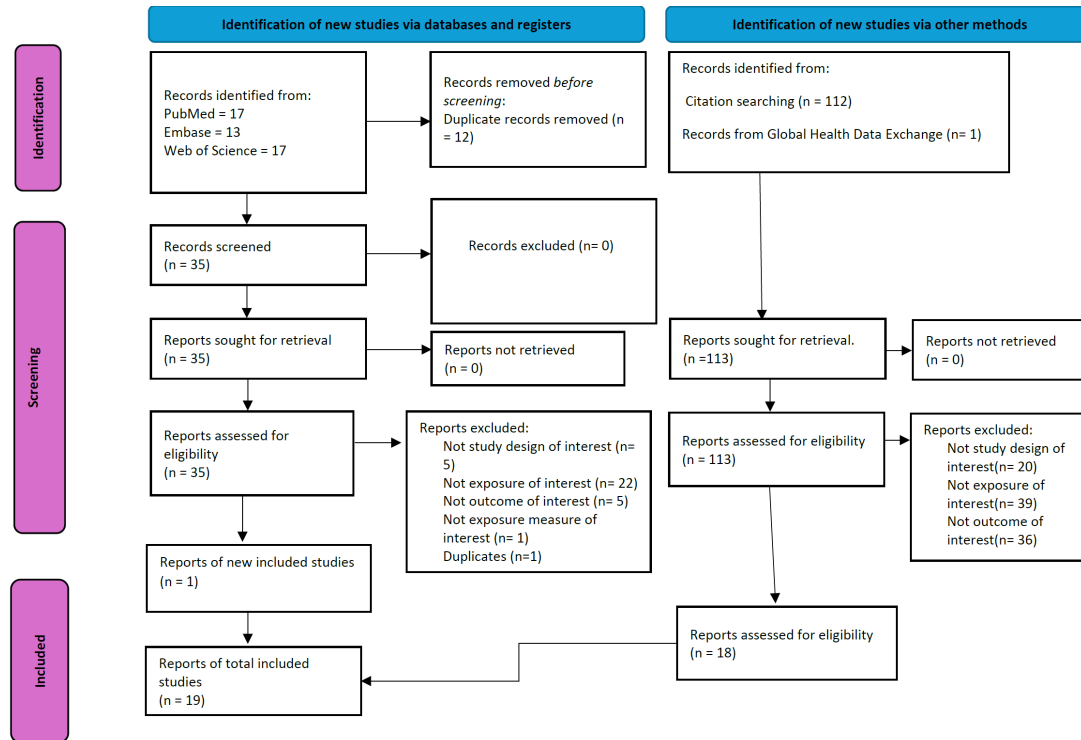 Identification of new studies via databases and registers
Identification of new studies via other methods
Identification
Records identified from:
PubMed = 17
Embase = 13
Web of Science = 17
Records removed before
screening:
Duplicate records removed (n
= 12)
Records identified from:
Citation searching (n = 112)
Records from Global Health Data Exchange (n= 1)
Screening
Records screened
(n = 35)
Records excluded (n= 0)
Reports sought for retrieval
(n = 35)
Reports not retrieved
(n = 0)
Reports sought for retrieval.
(n =113)
Reports not retrieved
(n = 0)
Reports assessed for
eligibility
(n = 35)
Reports excluded:
Not study design of interest (n=
5)
Not exposure of interest (n= 22)
Not outcome of interest (n= 5)
Not exposure measure of
interest (n= 1)
Duplicates (n=1)
Reports assessed for eligibility
(n = 113)
Reports excluded:
Not study design of
interest(n= 20)
Not exposure of
interest(n= 39)
Not outcome of
interest(n= 36)
Reports of new included studies
(n = 1)
Included
Reports assessed for eligibility
(n = 18)
Reports of total included
studies
(n = 19)